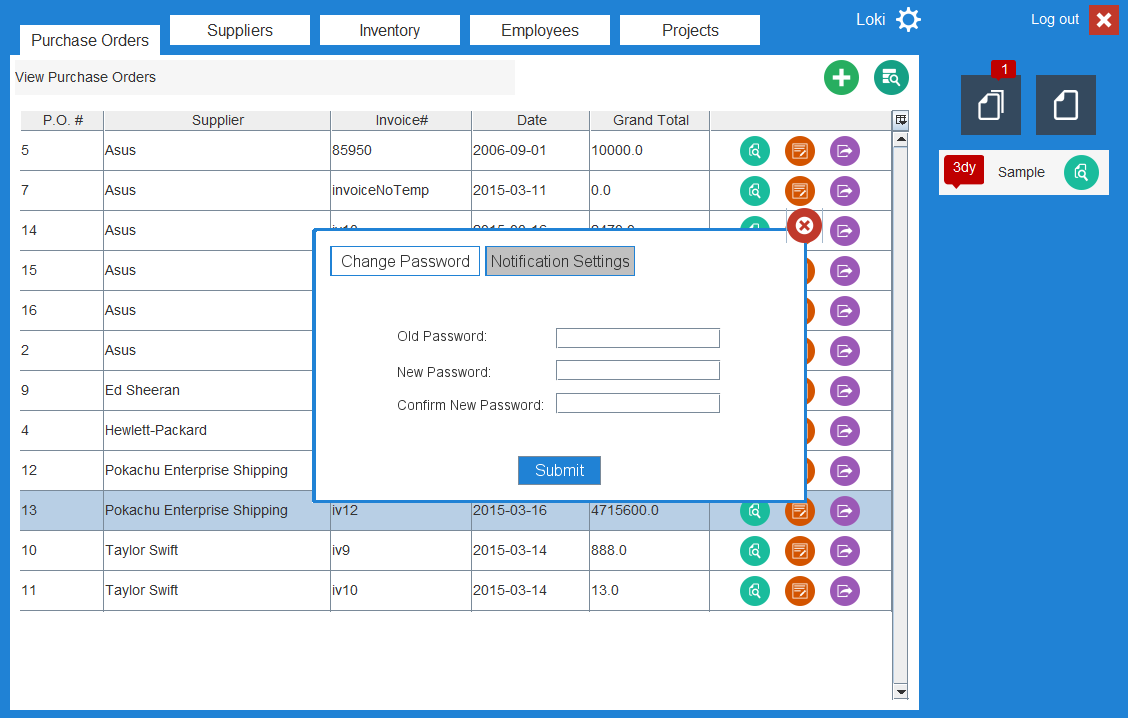 Purchase Orders Suppliers Inventory Employees Projects Loki Log out
View Purchase Orders
1
P.O. # Supplier Invoice# Date Grand Total
5 Asus 85950 2006-09-01 10000.0
3dy Sample
7 Asus invoiceNoTemp 2015-03-11 0.0
14 Asus
15 Asus
16 Asus
2 Asus
9 Ed Sheeran
4 Hewlett-Packard
12 Pokachu Enterprise Shipping
13 Pokachu Enterprise Shipping iv12 2015-03-16 4715600.0
10 Taylor Swift iv9 2015-03-14 888.0
11 Taylor Swift iv10 2015-03-14 13.0
Change Password Notification Settings
Old Password:
New Password:
Confirm New Password:
Submit